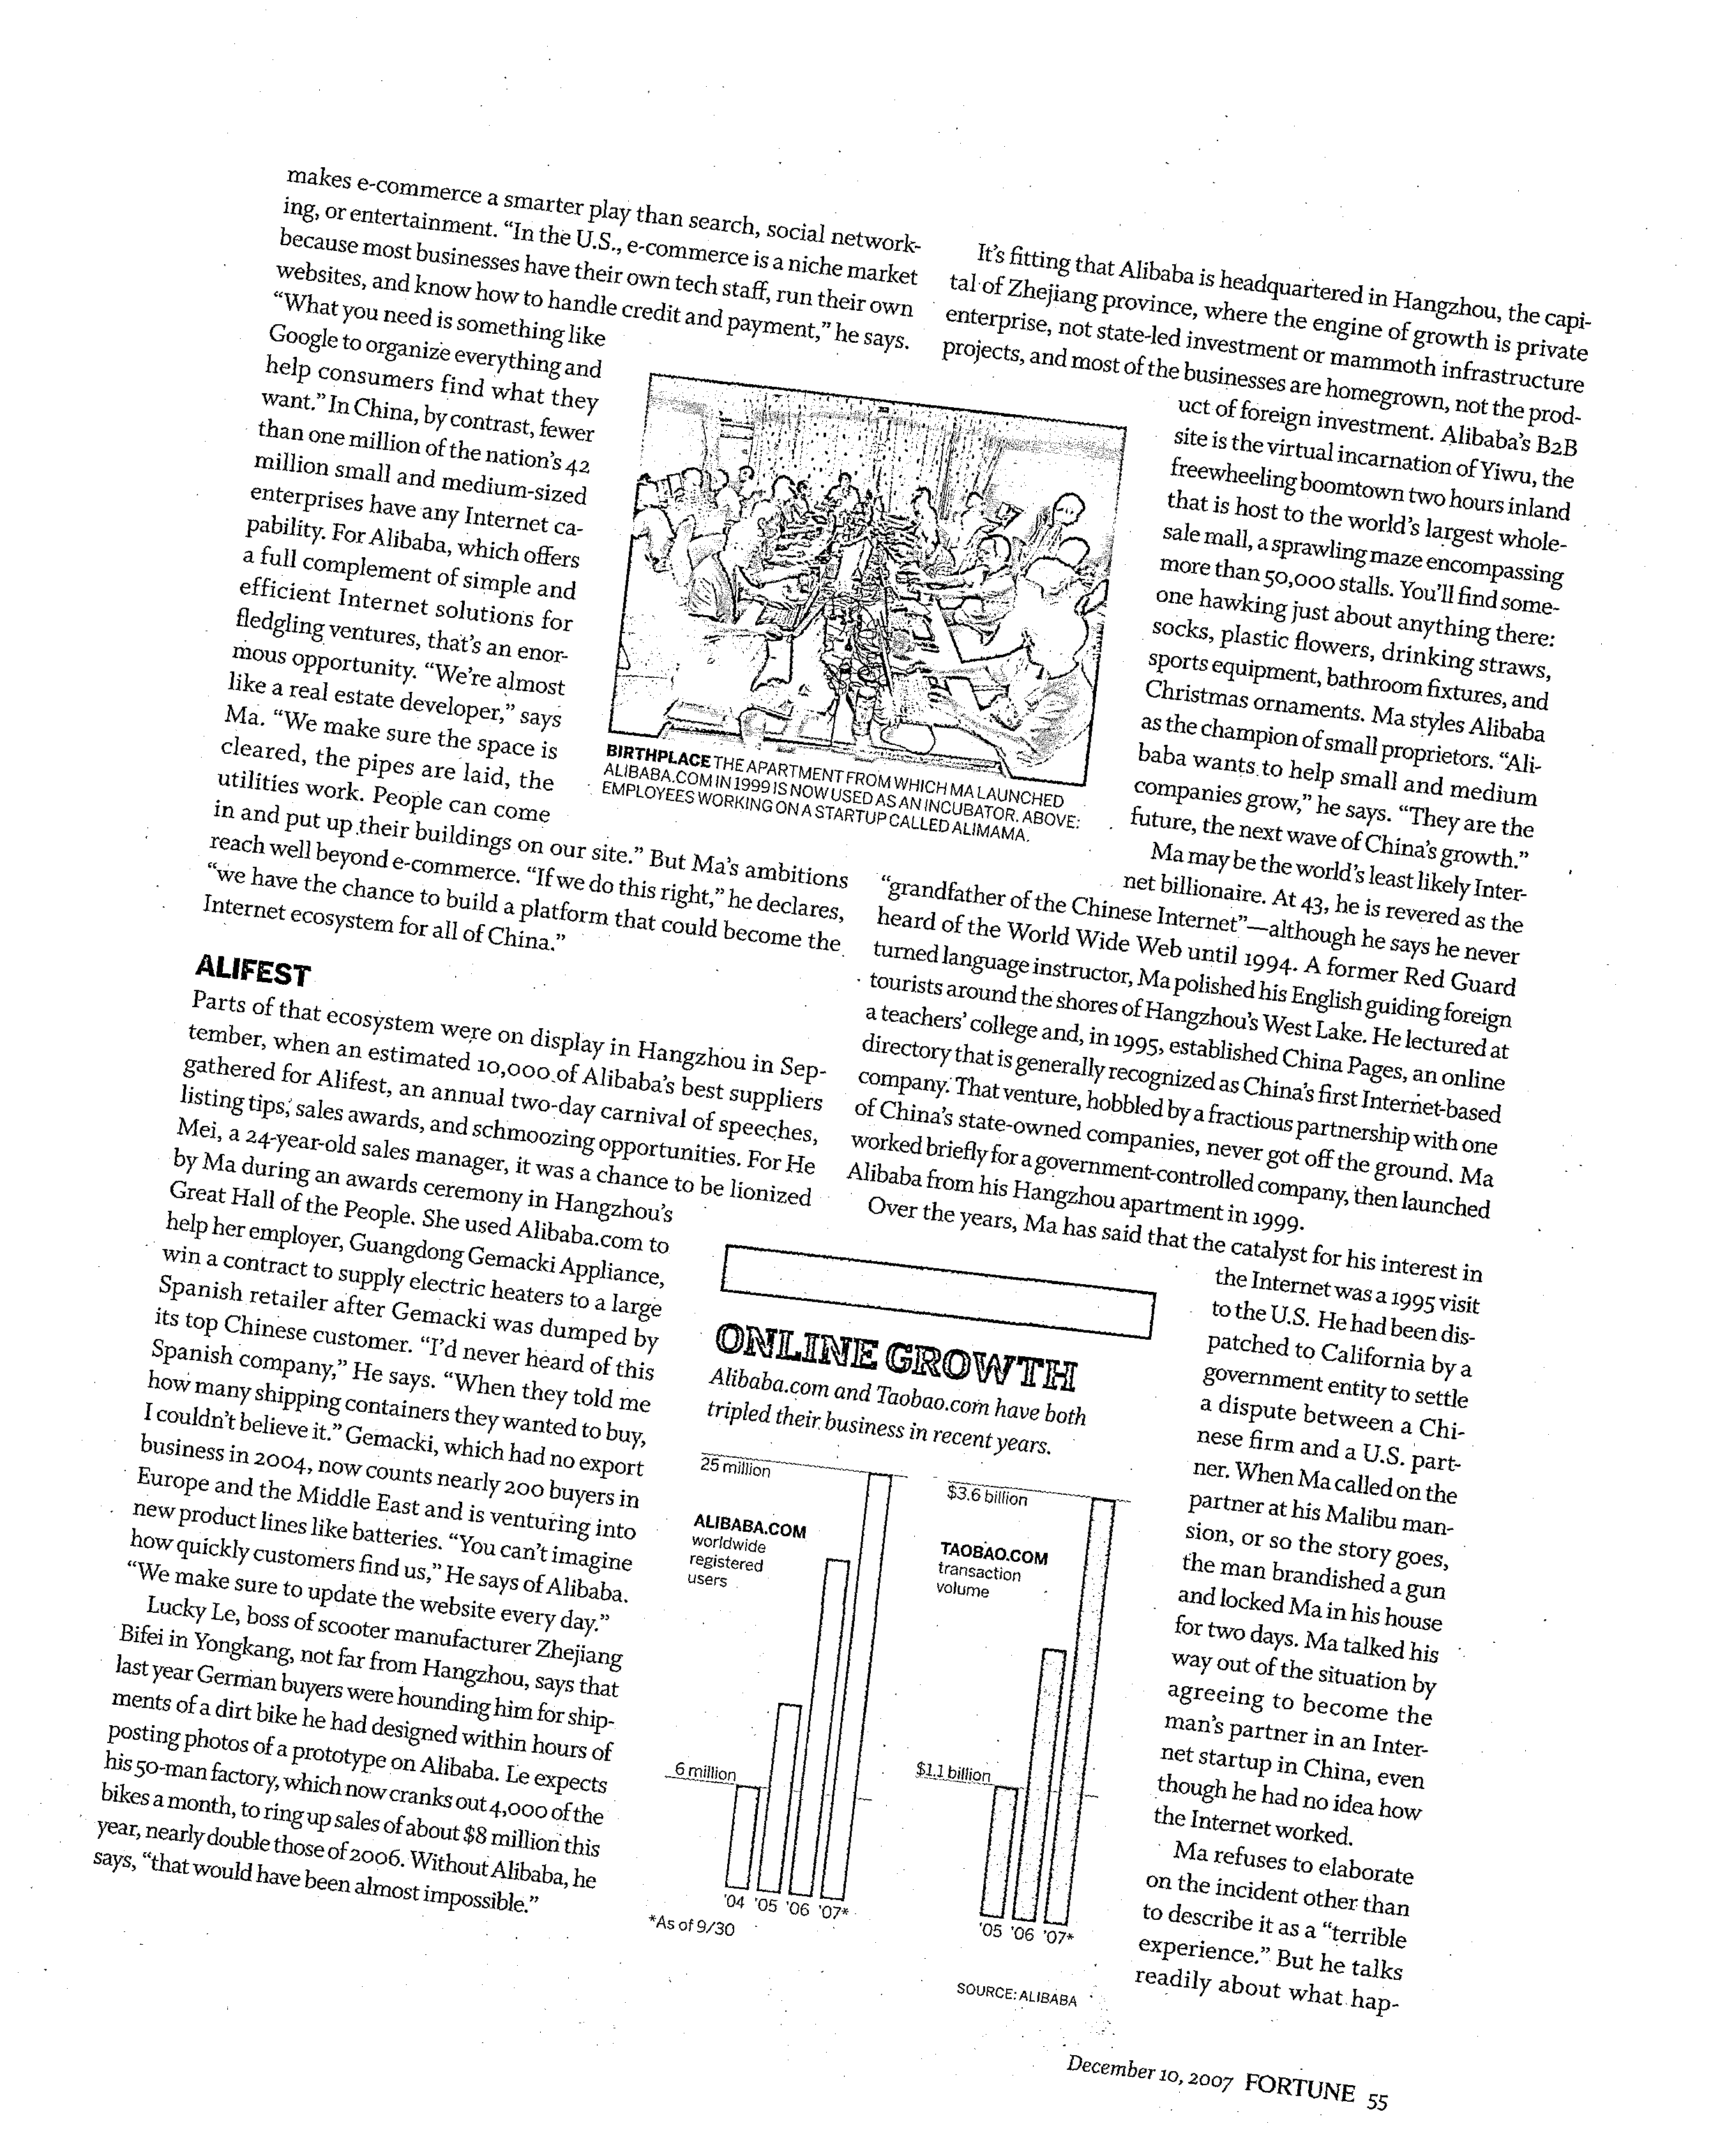 makes e-commerce a smarter play than search, social network-
ing, or entertainment. “In the U.S., e-commerce is a niche market
because most businesses have their own tech staff, run their own
websites, and know how to handle credit and payment,” he says.
“What you need is something like
Google to organize everything and
help consumers find what they
want.” In China, by contrast, fewer
than one million of the nation’s 42
million small and medium-sized
enterprises have any Internet ca-
pability. For Alibaba, which offers
a full complement of simple and
efficient Internet solutions for
fledgling ventures, that’s an enor-
mous opportunity. “We’re almost
like a real estate developer,” says
Ma. “We make sure the space is
cleared, the pipes are laid, the
utilities work. People can come
in and put up their buildings on our site.” But Ma’s ambitions
reach well beyond e-commerce. “If we do this right,” he declares,
“we have the chance to build a platform that could become the
Internet ecosystem for all of China.”
ALIFEST
Parts of that ecosystem were on display in Hangzhou in Sep-
tember, when an estimated 10,000 of Alibaba’s best suppliers
gathered for Alifest, an annual two-day carnival of speeches,
listing tips, sales awards, and schmoozing opportunities. For He
Mei, a 24-year-old sales manager, it was a chance to be lionized
by Ma during an awards ceremony in Hangzhou’s
Great Hall of the People. She used Alibaba.com to
help her employer, Guangdong Gemacki Appliance,
win a contract to supply electric heaters to a large
Spanish retailer after Gemacki was dumped by
its top Chinese customer. “I’d never heard of this
Spanish company,” He says. “When they told me
how many shipping containers they wanted to buy,
I couldn’t believe it.” Gemacki, which had no export
business in 2004, now counts nearly 200 buyers in
Europe and the Middle East and is venturing into
new product lines like batteries. “You can’t imagine
how quickly customers find us,” He says of Alibaba.
“We make sure to update the website every day.”
Lucky Le, boss of scooter manufacturer Zhejiang
Bifei in Yongkang, not far from Hangzhou, says that
last year German buyers were hounding him for ship-
ments of a dirt bike he had designed within hours of
posting photos of a prototype on Alibaba. Le expects
his 50-man factory, which now cranks out 4,000 of the
bikes a month, to ring up sales of about $8 million this
year, nearly double those of 2006. Without Alibaba, he
says, “that would have been almost impossible.”
BIRTHPLACE THE APARTMENT FROM WHICH MA LAUNCHED
ALIBABA.COM IN 1999 IS NOW USED AS AN INCUBATOR. ABOVE:
EMPLOYEES WORKING ON A STARTUP CALLED ALIMAMA.
It’s fitting that Alibaba is headquartered in Hangzhou, the capi-
tal of Zhejiang province, where the engine of growth is private
enterprise, not state-led investment or mammoth infrastructure
projects, and most of the businesses are homegrown, not the prod-
uct of foreign investment. Alibaba’s B2B
site is the virtual incarnation of Yiwu, the
freewheeling boomtown two hours inland
that is host to the world’s largest whole-
sale mall, a sprawling maze encompassing
more than 50,000 stalls. You’ll find some-
one hawking just about anything there:
socks, plastic flowers, drinking straws,
sports equipment, bathroom fixtures, and
Christmas ornaments. Ma styles Alibaba
as the champion of small proprietors. “Ali-
baba wants to help small and medium
companies grow,” he says. “They are the
future, the next wave of China’s growth.”
Ma may be the world’s least likely Inter-
net billionaire. At 43, he is revered as the
“grandfather of the Chinese Internet”—although he says he never
heard of the World Wide Web until 1994. A former Red Guard
turned language instructor, Ma polished his English guiding foreign
tourists around the shores of Hangzhou’s West Lake. He lectured at
a teachers’ college and, in 1995, established China Pages, an online
directory that is generally recognized as China’s first Internet-based
company. That venture, hobbled by a fractious partnership with one
of China’s state-owned companies, never got off the ground. Ma
worked briefly for a government-controlled company, then launched
Alibaba from his Hangzhou apartment in 1999.
Over the years, Ma has said that the catalyst for his interest in
the Internet was a 1995 visit
to the U.S. He had been dis-
patched to California by a
government entity to settle
a dispute between a Chi-
nese firm and a U.S. part-
ner. When Ma called on the
partner at his Malibu man-
sion, or so the story goes,
the man brandished a gun
and locked Ma in his house
for two days. Ma talked his
way out of the situation by
agreeing to become the
man’s partner in an Inter-
net startup in China, even
though he had no idea how
the Internet worked.
Ma refuses to elaborate
on the incident other than
to describe it as a “terrible
experience.” But he talks
readily about what hap-
ONLINE GROWTH
Alibaba.com and Taobao.com have both
tripled their business in recent years.
25 million
ALIBABA.COM
worldwide
registered
users
6 million
'04 '05 '06 '07*
*As of 9/30
$3.6 billion
TAOBAO.COM
transaction
volume
$1.1 billion
'05 '06 '07*
SOURCE: ALIBABA
December 10, 2007 FORTUNE 55